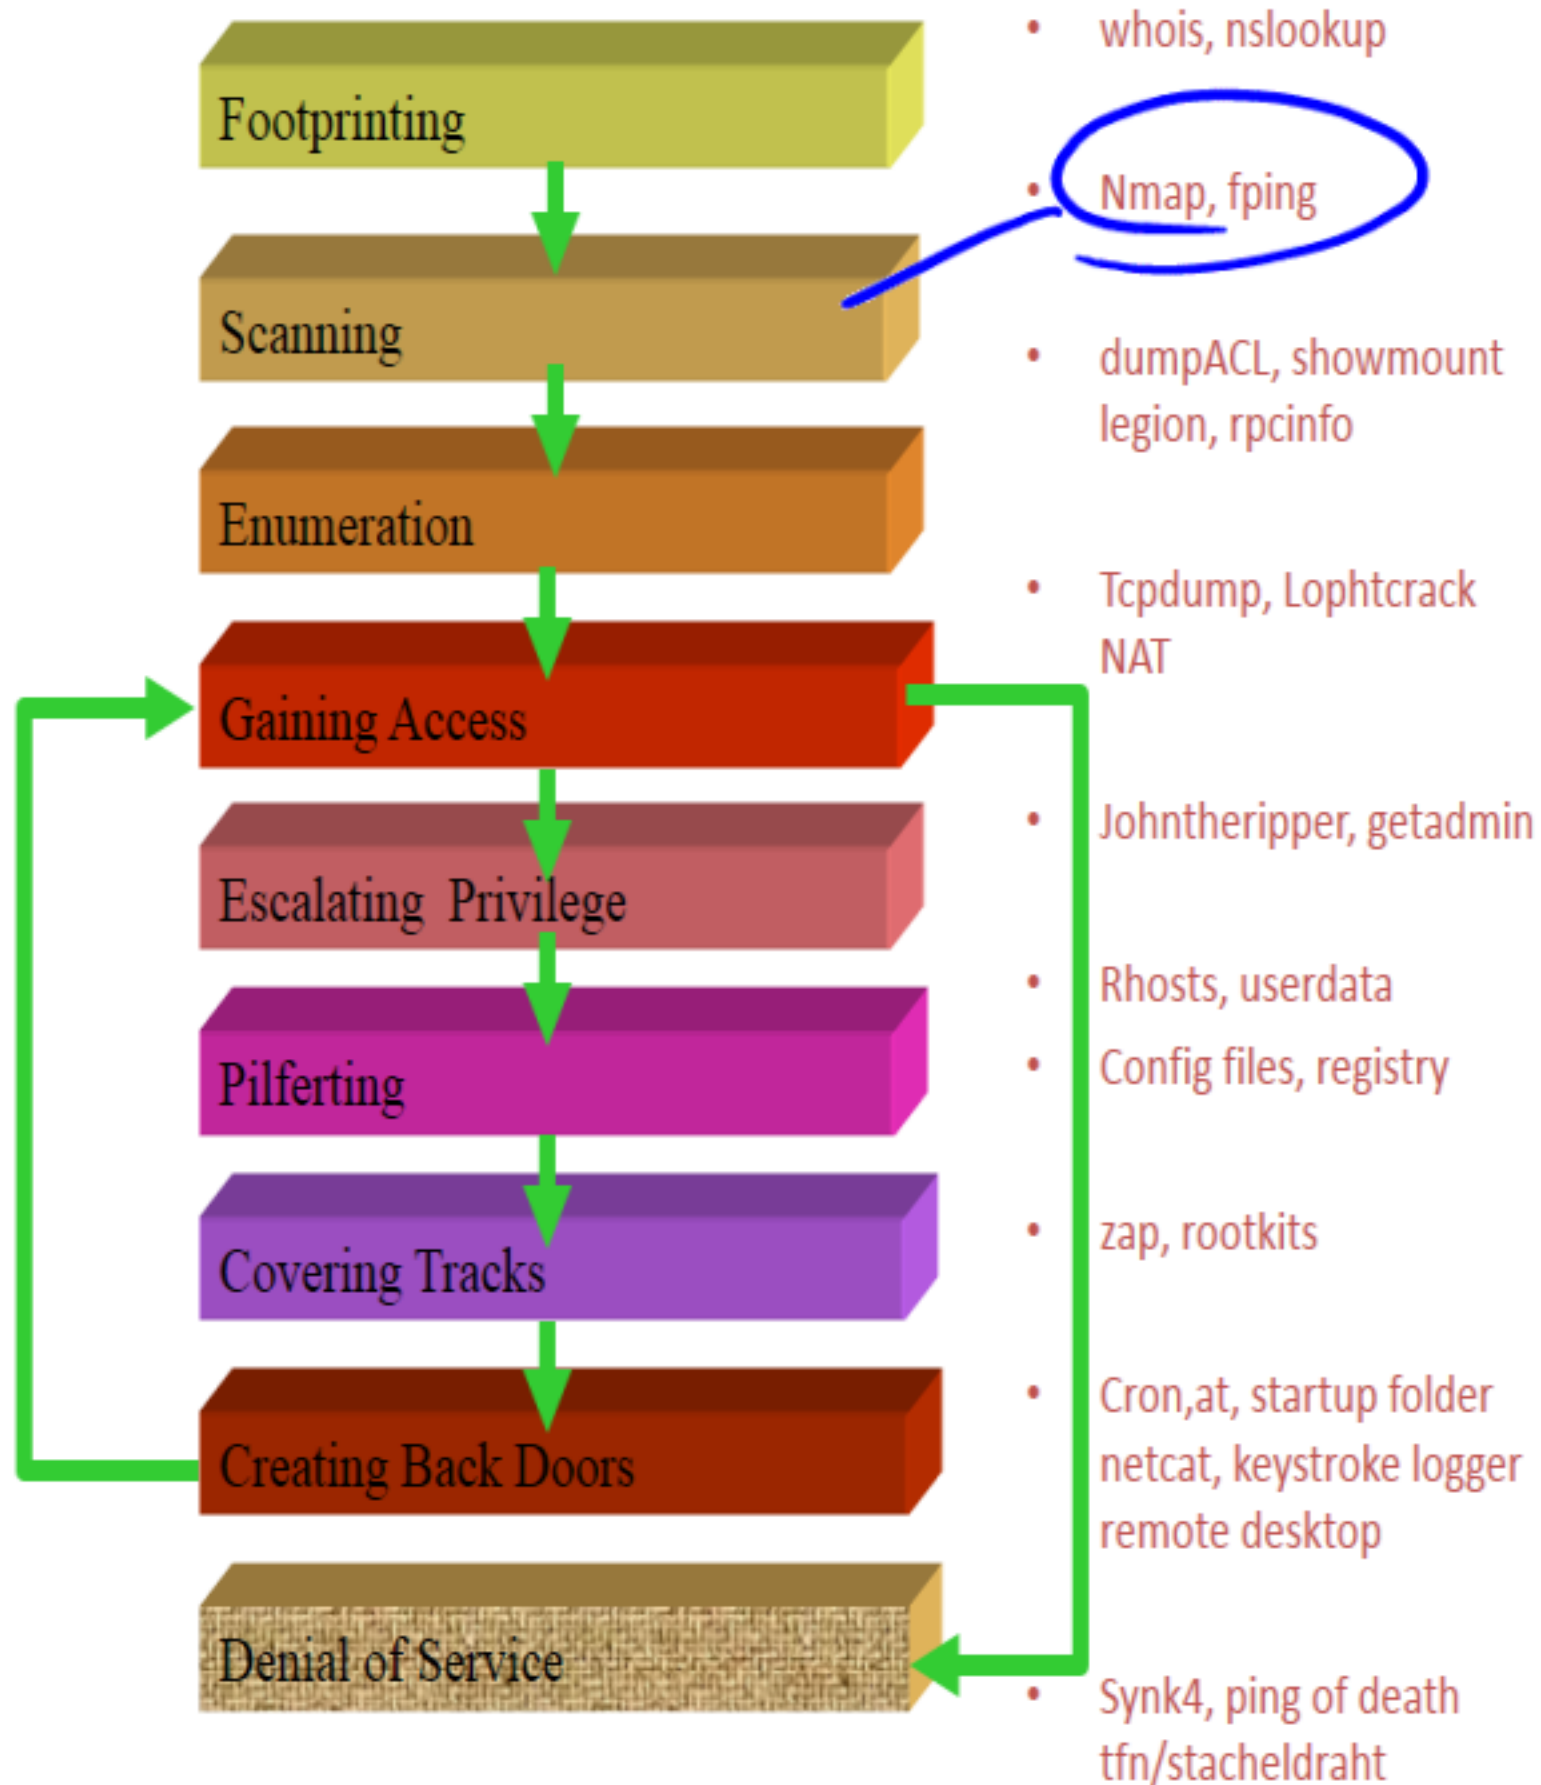 Footprinting
Scanning
Enumeration
Gaining Access
Escalating Privilege
Pilferting
Covering Tracks
Creating Back Doors
Denial of Service
• whois, nslookup
• Nmap, fping
• dumpACL, showmount
legion, rpcinfo
• Tcpdump, Lophtcrack
NAT
• Johntheripper, getadmin
• Rhosts, userdata
• Config files, registry
• zap, rootkits
• Cron,at, startup folder
netcat, keystroke logger
remote desktop
• Synk4, ping of death
tfn/stacheldraht